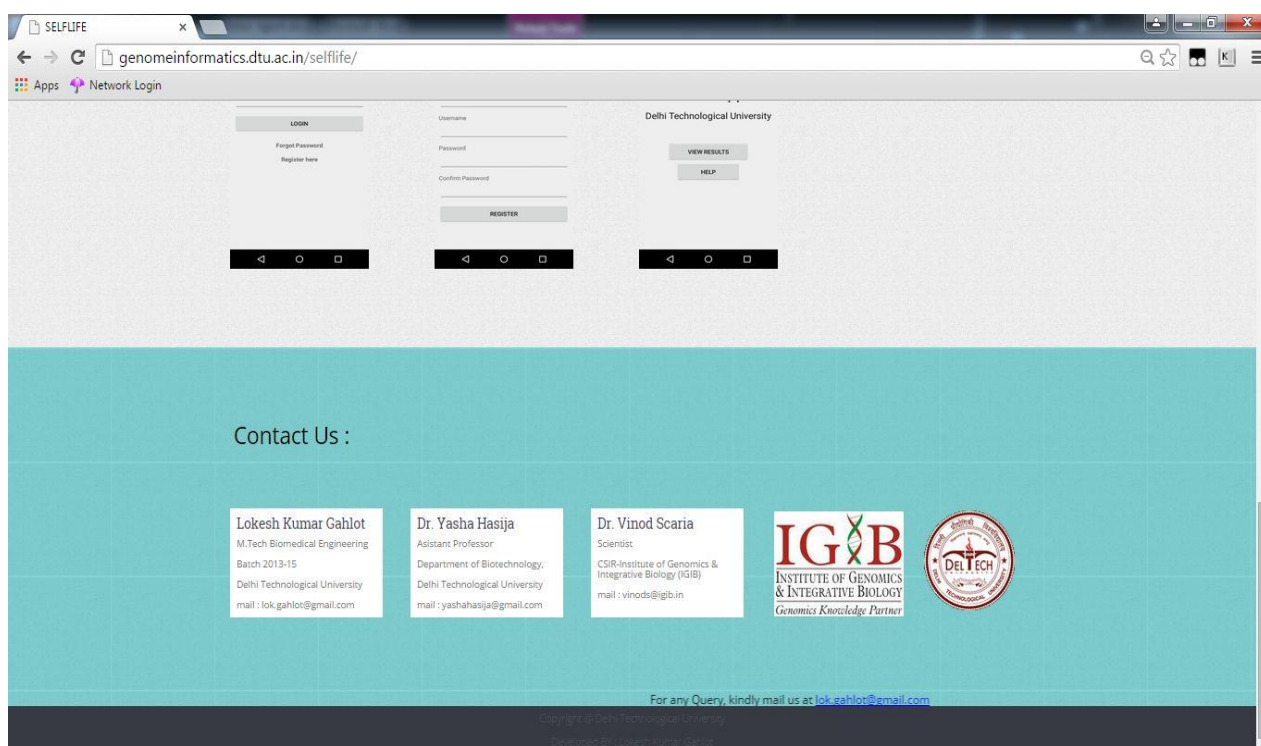 SELFLIFE
genomeinformatics.dtu.ac.in/selflife/
Apps Network Login
LOGIN
Forgot Password
Register here
Username
Password
Confirm Password
REGISTER
Delhi Technological University
VIEW RESULTS
HELP
Contact Us :
Lokesh Kumar Gahlot
M.Tech Biomedical Engineering
Batch 2013-15
Delhi Technological University
mail : lok.gahlot@gmail.com
Dr. Yasha Hasija
Asistant Professor
Department of Biotechnology,
Delhi Technological University
mail : yashahasija@gmail.com
Dr. Vinod Scaria
Scientist
CSIR-Institute of Genomics &
Integrative Biology (IGIB)
mail : vinods@igib.in
IGIB
INSTITUTE OF GENOMICS
& INTEGRATIVE BIOLOGY
Genomics Knowledge Partner
DELTECH
DELHI TECHNOLOGICAL UNIVERSITY
For any Query, kindly mail us at lok.gahlot@gmail.com
Copyright @ Delhi Technological University
Developed BY: Lokesh Kumar Gahlot